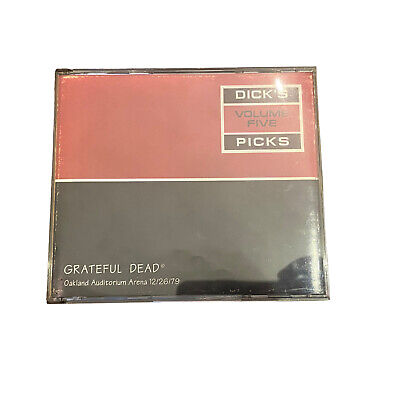 DICK'S
VOLUME
FIVE
PICKS
GRATEFUL DEAD®
Oakland Auditorium Arena 12/26/79